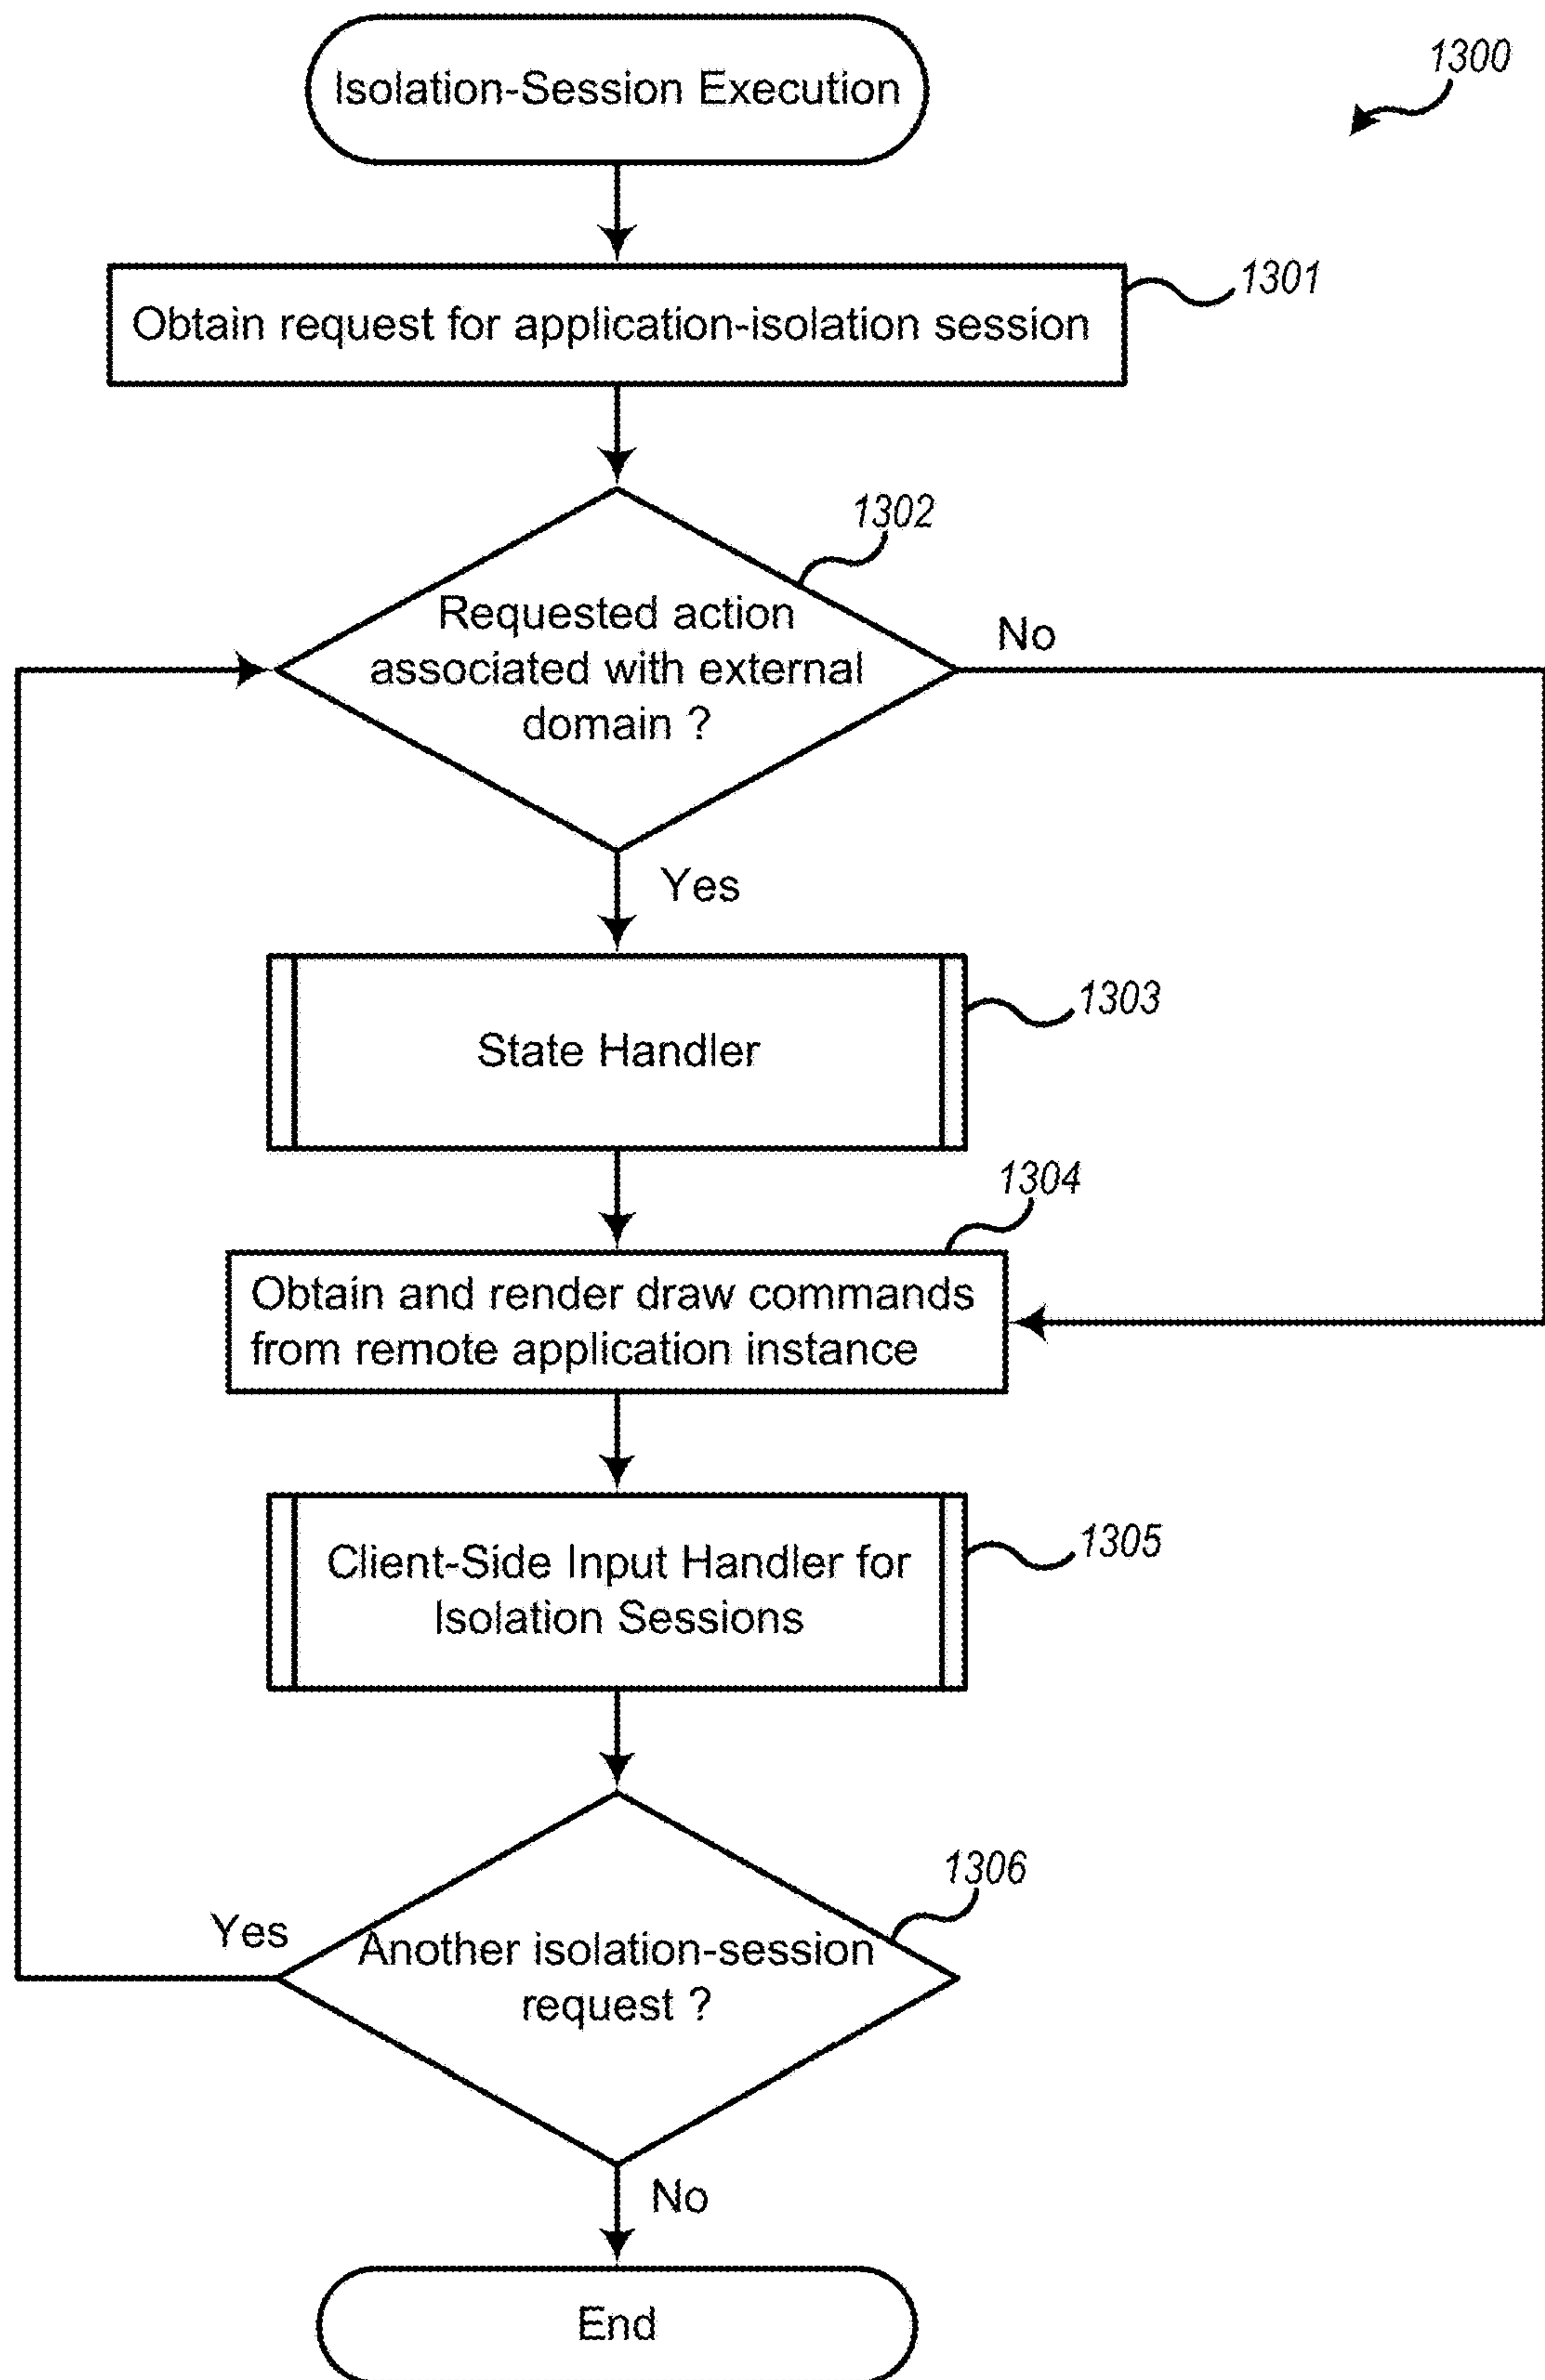 Isolation-Session Execution
1300
Obtain request for application-isolation session
1301
1302
Requested action
associated with external
domain ?
No
Yes
State Handler
1303
1304
Obtain and render draw commands
from remote application instance
Client-Side Input Handler for
Isolation Sessions
1305
1306
Yes
Another isolation-session
request ?
No
End